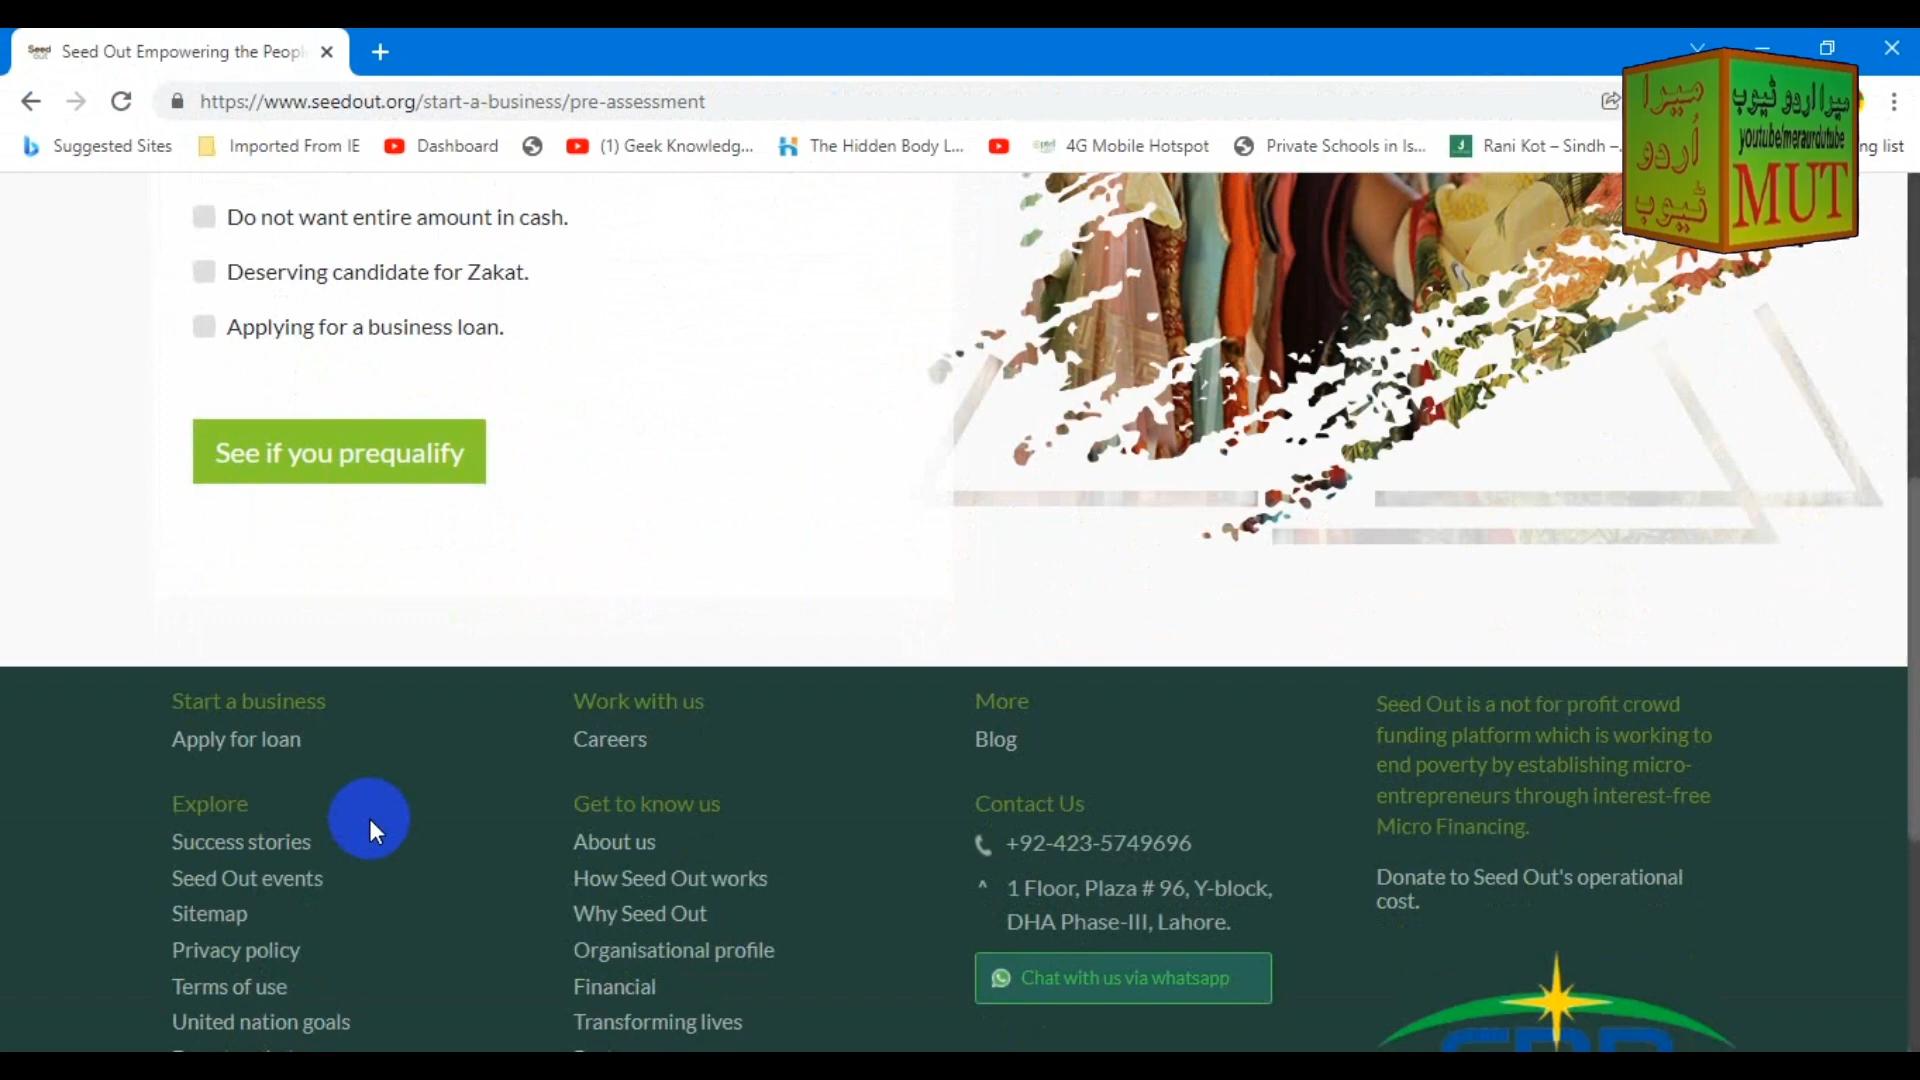 Seed Out Empowering the Peopl
https://www.seedout.org/start-a-business/pre-assessment
Suggested Sites
Imported From IE
Dashboard
(1) Geek Knowledg...
The Hidden Body L...
4G Mobile Hotspot
Private Schools in Is...
Rani Kot – Sindh –
ng list
میرا
اُردو
ٹیوب
میرا اردو ٹیوب
youtube/meraurdutube
MUT
Do not want entire amount in cash.
Deserving candidate for Zakat.
Applying for a business loan.
See if you prequalify
Start a business
Apply for loan
Explore
Success stories
Seed Out events
Sitemap
Privacy policy
Terms of use
United nation goals
Work with us
Careers
Get to know us
About us
How Seed Out works
Why Seed Out
Organisational profile
Financial
Transforming lives
More
Blog
Contact Us
+92-423-5749696
^ 1 Floor, Plaza # 96, Y-block,
DHA Phase-III, Lahore.
Chat with us via whatsapp
Seed Out is a not for profit crowd
funding platform which is working to
end poverty by establishing micro-
entrepreneurs through interest-free
Micro Financing.
Donate to Seed Out's operational
cost.